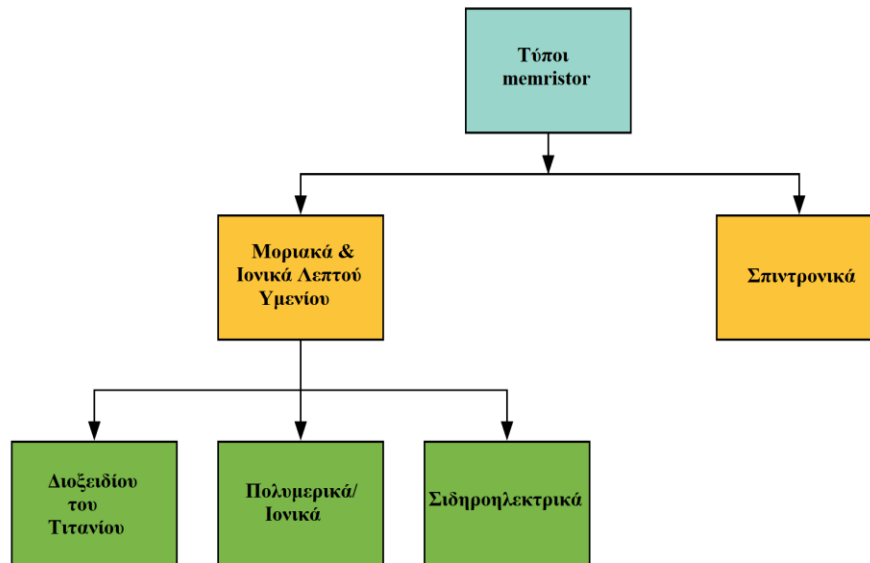 Τύποι
memristor
Μοριακά &
Ιονικά Λεπτού
Υμενίου
Σπιντρονικά
Διοξειδίου
του
Τιτανίου
Πολυμερικά/
Ιονικά
Σιδηροηλεκτρικά